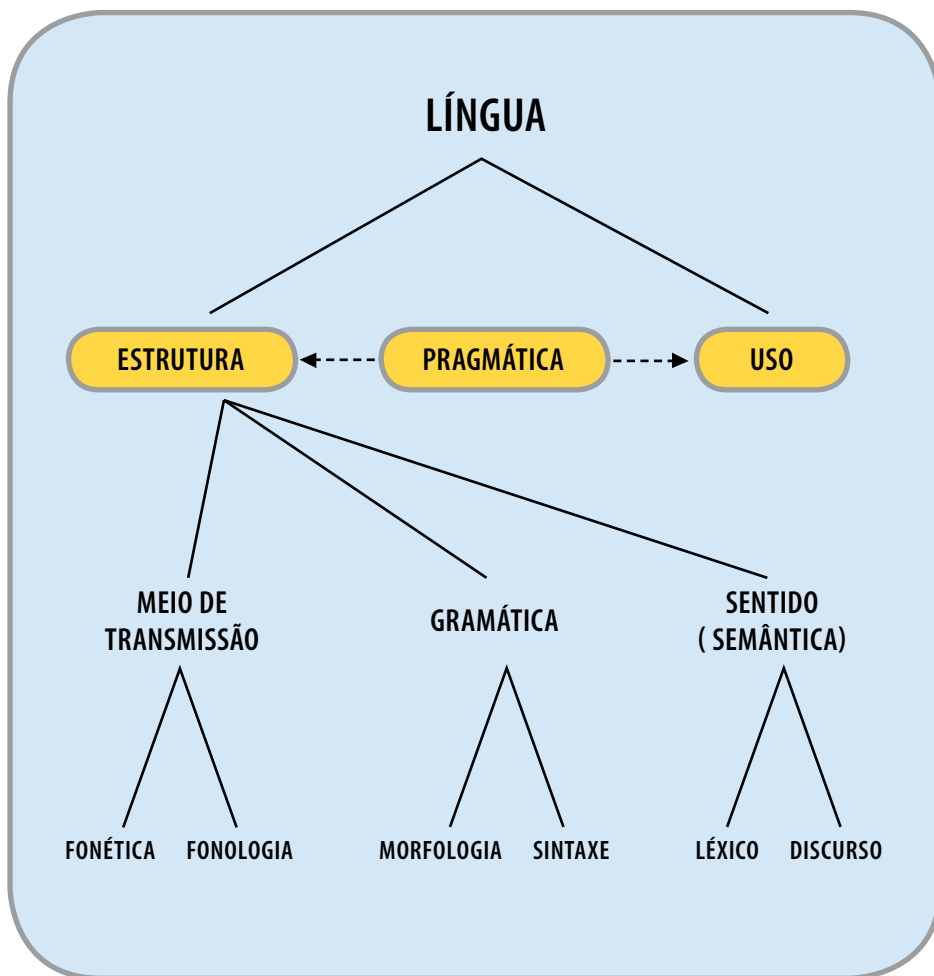 LÍNGUA
ESTRUTURA PRAGMÁTICA USO
MEIO DE
TRANSMISSÃO
GRAMÁTICA
SENTIDO
( SEMÂNTICA)
FONÉTICA FONOLOGIA MORFOLOGIA SINTAXE LÉXICO DISCURSO